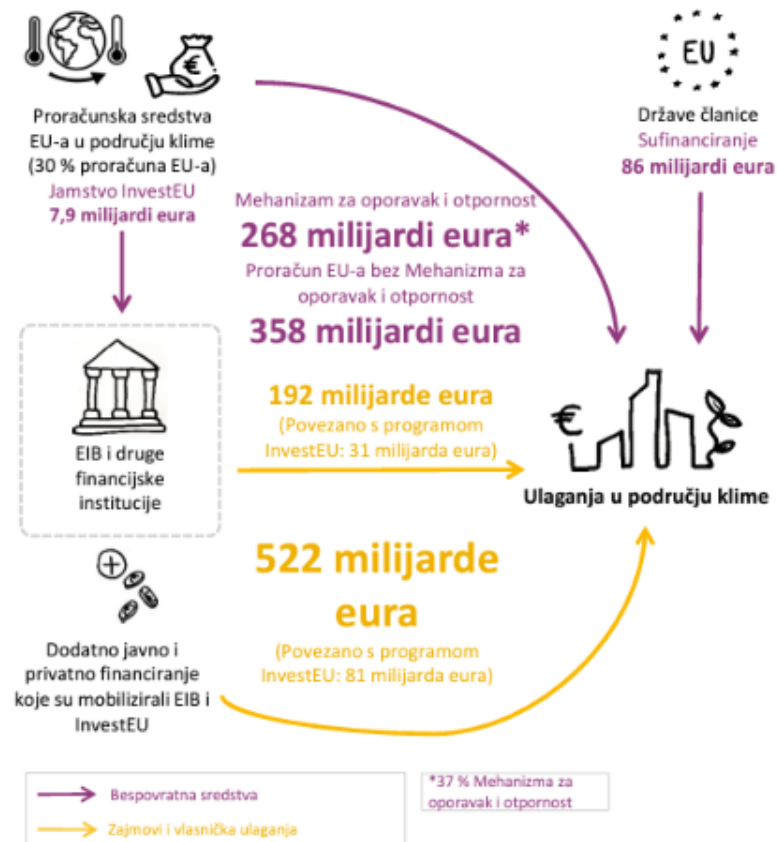 Proračunska sredstva
EU-a u području klime
(30 % proračuna EU-a)
Jamstvo InvestEU
7,9 milijardi eura
EU
Države članice
Sufinanciranje
86 milijardi eura
Mehanizam za oporavak i otpornost
268 milijardi eura*
Proračun EU-a bez Mehanizma za
oporavak i otpornost
358 milijardi eura
EIB i druge
financijske
institucije
192 milijarde eura
(Povezano s programom
InvestEU: 31 milijarda eura)
€
Ulaganja u području klime
Dodatno javno i
privatno financiranje
koje su mobilizirali EIB i
InvestEU
522 milijarde
eura
(Povezano s programom
InvestEU: 81 milijarda eura)
Bespovratna sredstva
Zajmovi i vlasnička ulaganja
*37 % Mehanizma za
oporavak i otpornost